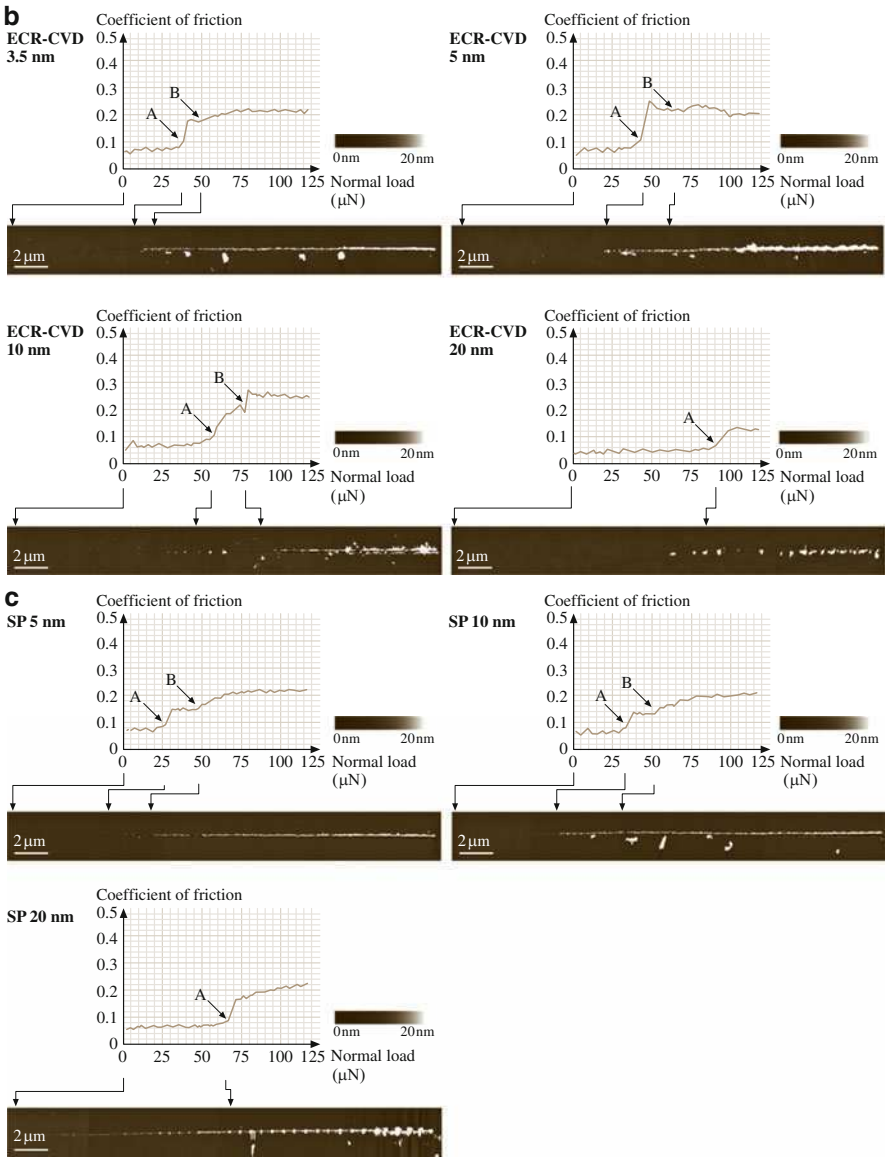 b
Coefficient of friction
ECR-CVD
3.5 nm
0.5
0.4
0.3
0.2
0.1
0
A
B
0 25 50 75 100 125
Normal load
(µN)
0nm 20nm
2 µm
Coefficient of friction
ECR-CVD
5 nm
0.5
0.4
0.3
0.2
0.1
0
A
B
0 25 50 75 100 125
Normal load
(µN)
0nm 20nm
2 µm
Coefficient of friction
ECR-CVD
10 nm
0.5
0.4
0.3
0.2
0.1
0
A
B
0 25 50 75 100 125
Normal load
(µN)
0nm 20nm
2 µm
Coefficient of friction
ECR-CVD
20 nm
0.5
0.4
0.3
0.2
0.1
0
A
0 25 50 75 100 125
Normal load
(µN)
0nm 20nm
2 µm
c
Coefficient of friction
SP 5 nm
0.5
0.4
0.3
0.2
0.1
0
A
B
0 25 50 75 100 125
Normal load
(µN)
0nm 20nm
2 µm
Coefficient of friction
SP 10 nm
0.5
0.4
0.3
0.2
0.1
0
A
B
0 25 50 75 100 125
Normal load
(µN)
0nm 20nm
2 µm
Coefficient of friction
SP 20 nm
0.5
0.4
0.3
0.2
0.1
0
A
0 25 50 75 100 125
Normal load
(µN)
0nm 20nm
2 µm